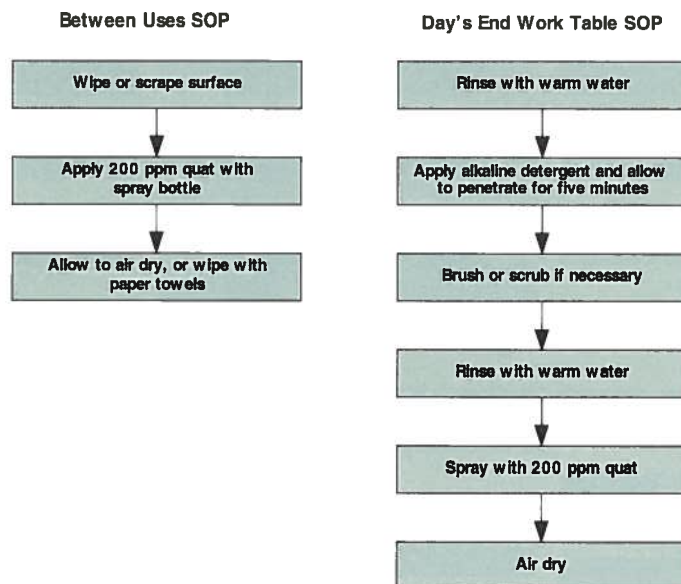 Between Uses SOP
Wipe or scrape surface
Apply 200 ppm quat with
spray bottle
Allow to air dry, or wipe with
paper towels
Day's End Work Table SOP
Rinse with warm water
Apply alkaline detergent and allow
to penetrate for five minutes
Brush or scrub if necessary
Rinse with warm water
Spray with 200 ppm quat
Air dry